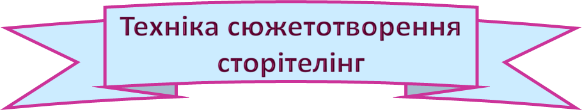 Техніка сюжетотворення
сторітелінг